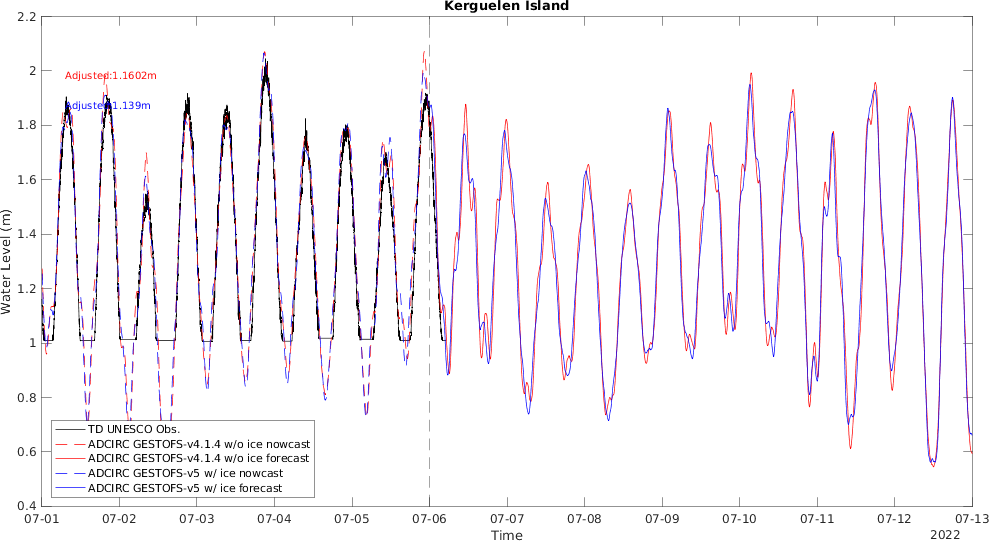 Kerguelen Island
2.2
2
1.8
1.6
1.4
1.2
1
0.8
0.6
0.4
Water Level (m)
Adjusted:1.1602m
Adjusted:1.139m
TD UNESCO Obs.
ADCIRC GESTOFS-v4.1.4 w/o ice nowcast
ADCIRC GESTOFS-v4.1.4 w/o ice forecast
ADCIRC GESTOFS-v5 w/ ice nowcast
ADCIRC GESTOFS-v5 w/ ice forecast
07-01 07-02 07-03 07-04 07-05 07-06 07-07 07-08 07-09 07-10 07-11 07-12 07-13
Time
2022